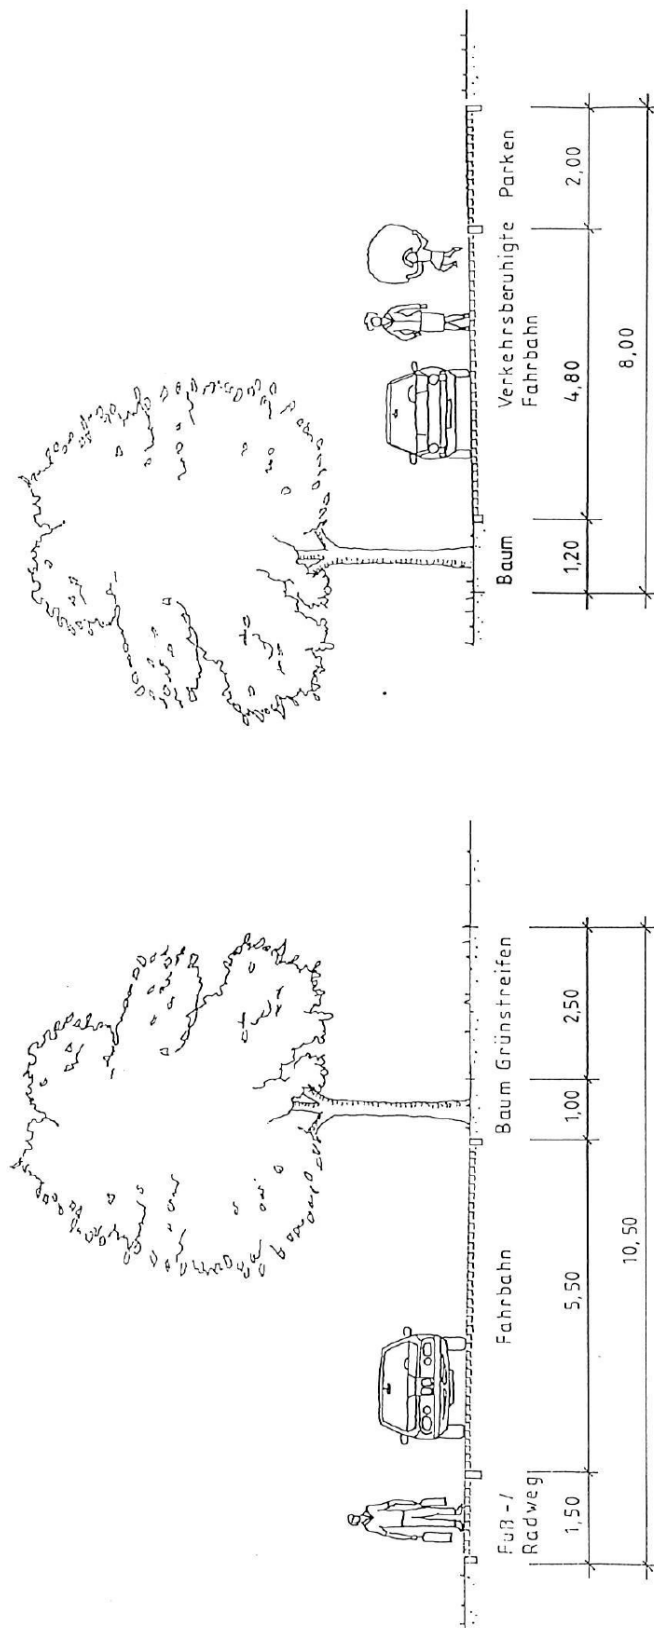 Fuß-/
Radweg
Fahrbahn
Baum
Grünstreifen
1,50
5,50
1,00
2,50
10,50
Baum
Verkehrsberuhigte
Fahrbahn
Parken
1,20
4,80
2,00
8,00